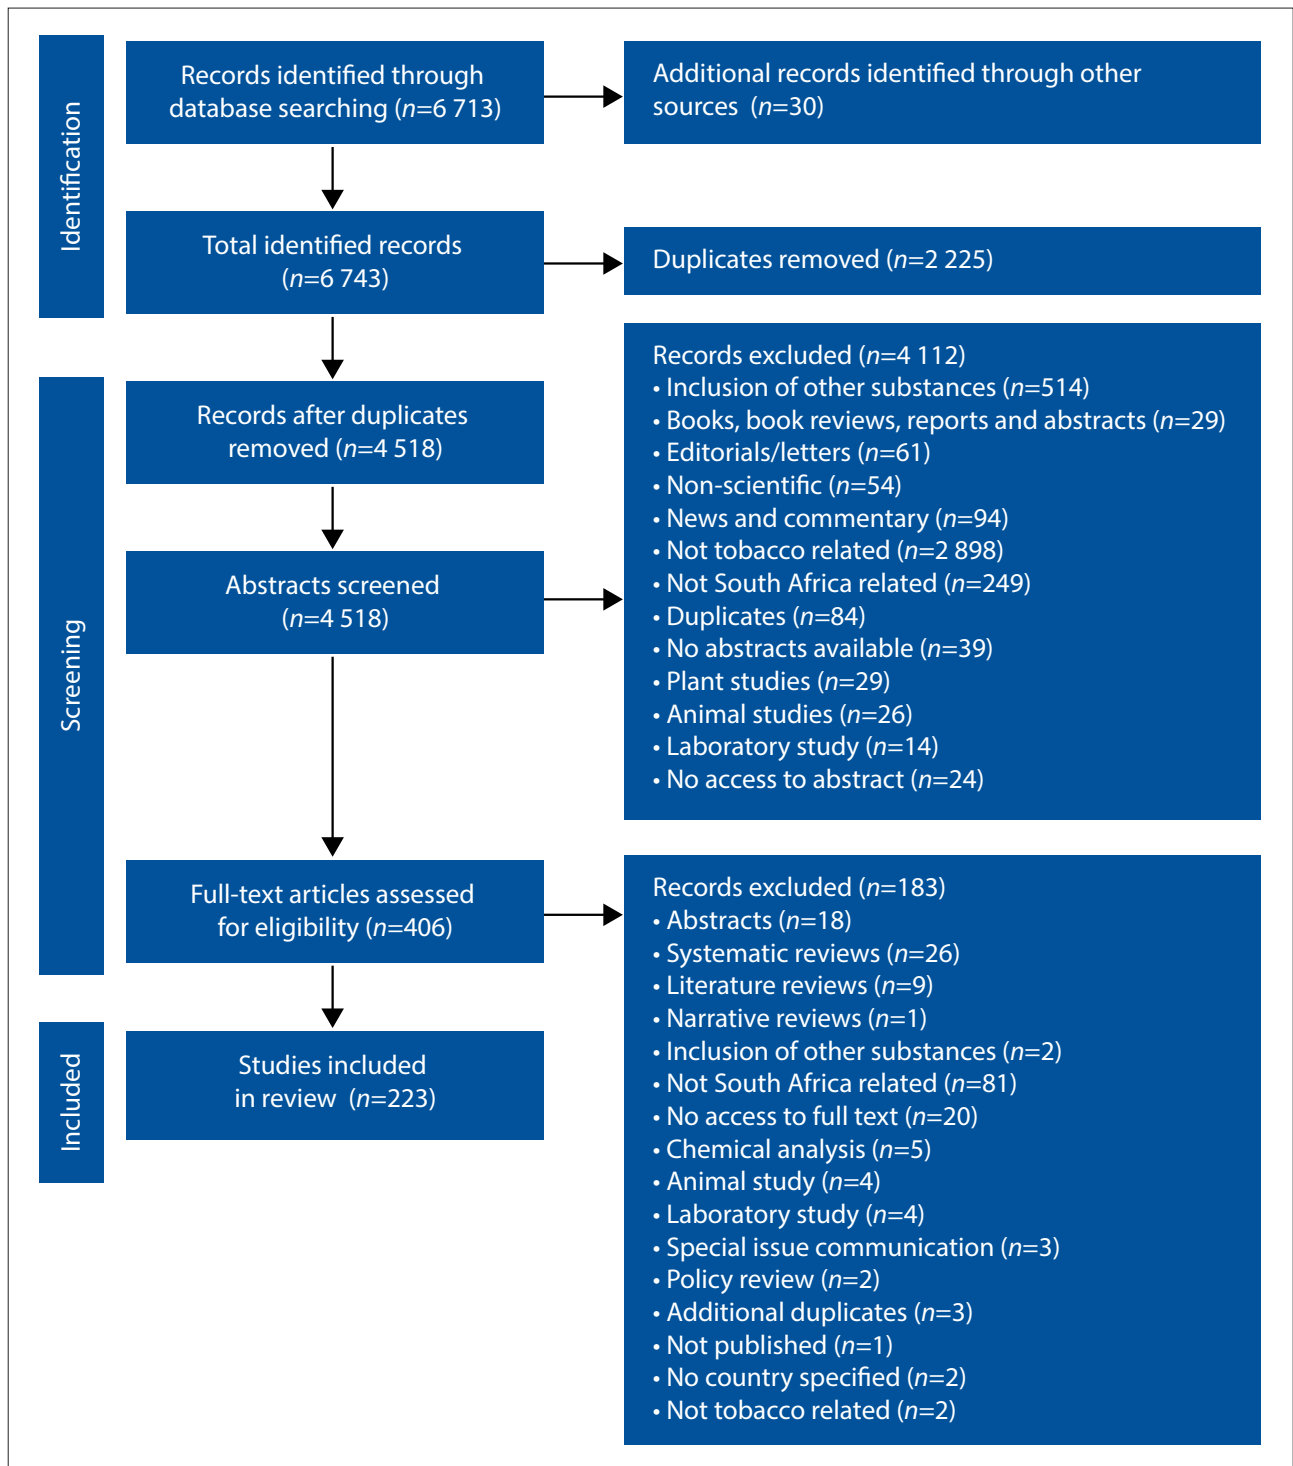 Identification
Records identified through
database searching (n=6 713)
Additional records identified through other
sources (n=30)
Total identified records
(n=6 743)
Duplicates removed (n=2 225)
Screening
Records after duplicates
removed (n=4 518)
Abstracts screened
(n=4 518)
Records excluded (n=4 112)
• Inclusion of other substances (n=514)
• Books, book reviews, reports and abstracts (n=29)
• Editorials/letters (n=61)
• Non-scientific (n=54)
• News and commentary (n=94)
• Not tobacco related (n=2 898)
• Not South Africa related (n=249)
• Duplicates (n=84)
• No abstracts available (n=39)
• Plant studies (n=29)
• Animal studies (n=26)
• Laboratory study (n=14)
• No access to abstract (n=24)
Full-text articles assessed
for eligibility (n=406)
Records excluded (n=183)
• Abstracts (n=18)
• Systematic reviews (n=26)
• Literature reviews (n=9)
• Narrative reviews (n=1)
• Inclusion of other substances (n=2)
• Not South Africa related (n=81)
• No access to full text (n=20)
• Chemical analysis (n=5)
• Animal study (n=4)
• Laboratory study (n=4)
• Special issue communication (n=3)
• Policy review (n=2)
• Additional duplicates (n=3)
• Not published (n=1)
• No country specified (n=2)
• Not tobacco related (n=2)
Included
Studies included
in review (n=223)